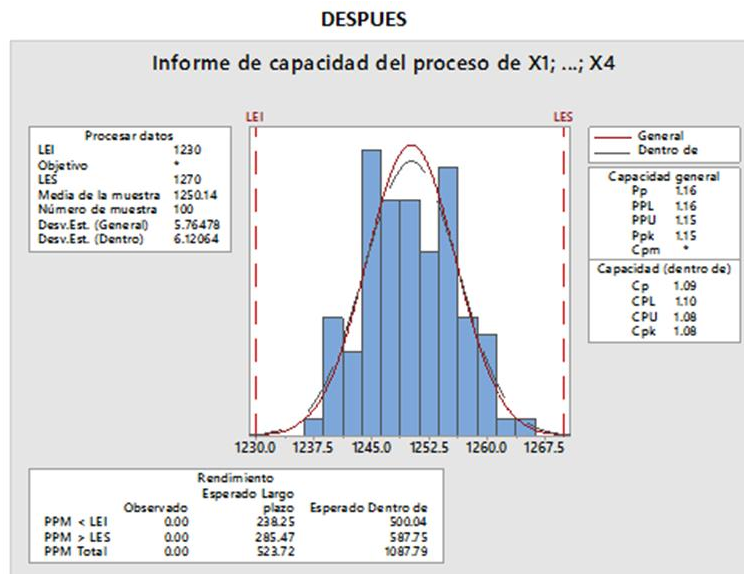 DESPUES
Informe de capacidad del proceso de X1; ...; X4
LEI LES
Procesar datos
LEI 1230
Objetivo *
LES 1270
Media de la muestra 1250.14
Número de muestra 100
Desv.Est. (General) 5.76478
Desv.Est. (Dentro) 6.12064
General
Dentro de
Capacidad general
Pp 1.16
PPL 1.16
PPU 1.15
Ppk 1.15
Cpm *
Capacidad (dentro de)
Cp 1.09
CPL 1.10
CPU 1.08
Cpk 1.08
1230.0 1237.5 1245.0 1252.5 1260.0 1267.5
Rendimiento
Esperado Largo
Observado plazo Esperado Dentro de
PPM < LEI 0.00 238.25 500.04
PPM > LES 0.00 285.47 587.75
PPM Total 0.00 523.72 1087.79